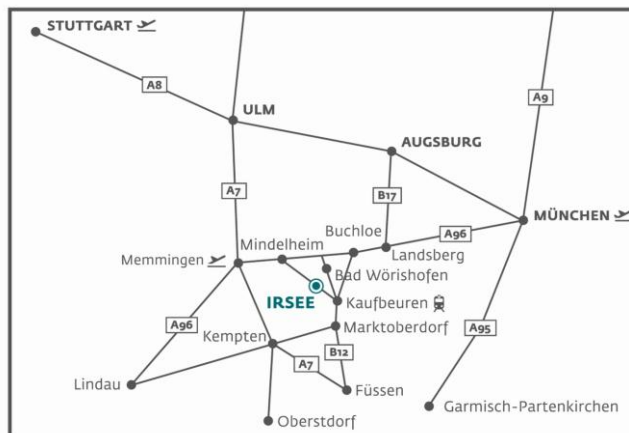 STUTTGART
A8
A9
ULM
AUGSBURG
A7
B17
MÜNCHEN
Buchloe
A96
Mindelheim
Landsberg
Memmingen
Bad Wörishofen
IRSEE
Kaufbeuren
A96
Marktoberdorf
A95
Kempten
B12
A7
Lindau
Füssen
Garmisch-Partenkirchen
Oberstdorf